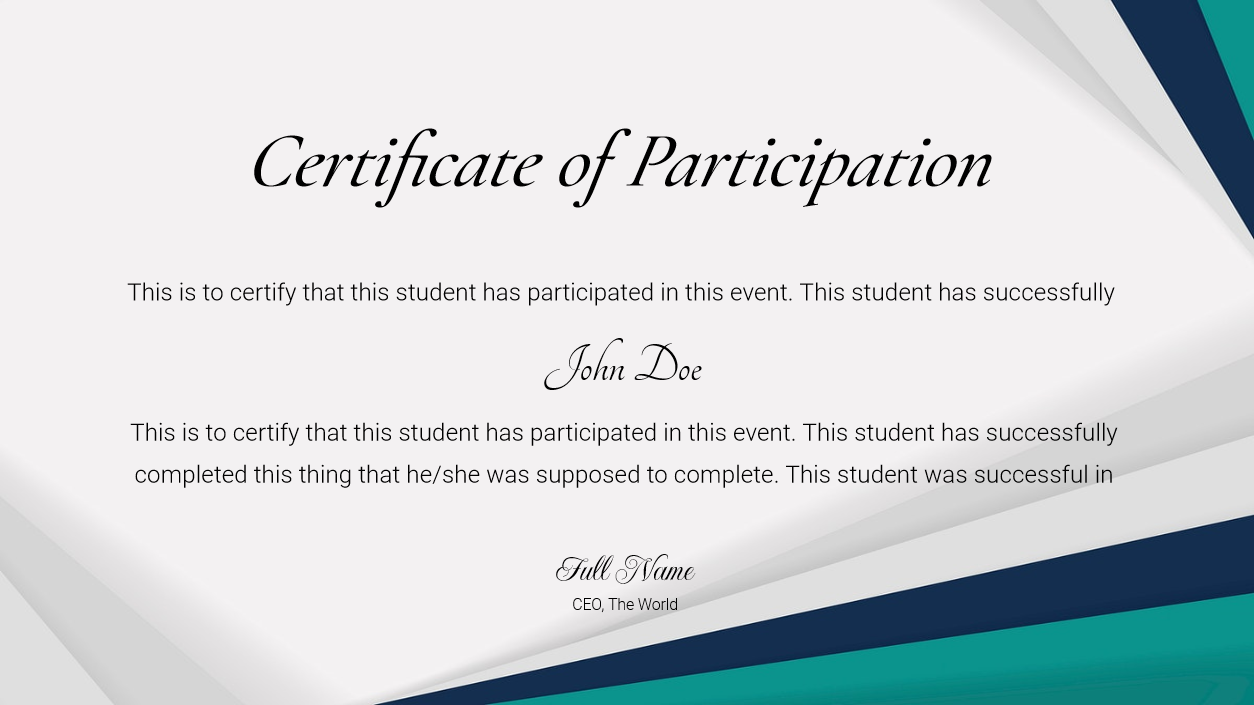 Certificate of Participation
This is to certify that this student has participated in this event. This student has successfully
John Doe
This is to certify that this student has participated in this event. This student has successfully
completed this thing that he/she was supposed to complete. This student was successful in
Full Name
CEO, The World